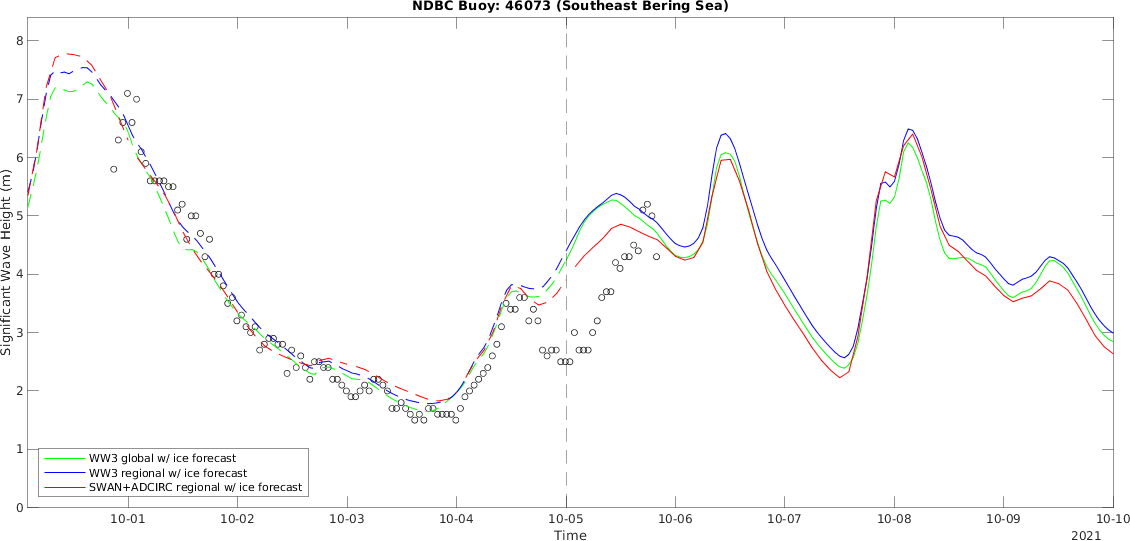 NDBC Buoy: 46073 (Southeast Bering Sea)
Significant Wave Height (m)
8
7
6
5
4
3
2
1
0
WW3 global w/ ice forecast
WW3 regional w/ ice forecast
SWAN+ADCIRC regional w/ ice forecast
10-01 10-02 10-03 10-04 10-05 10-06 10-07 10-08 10-09 10-10
Time
2021